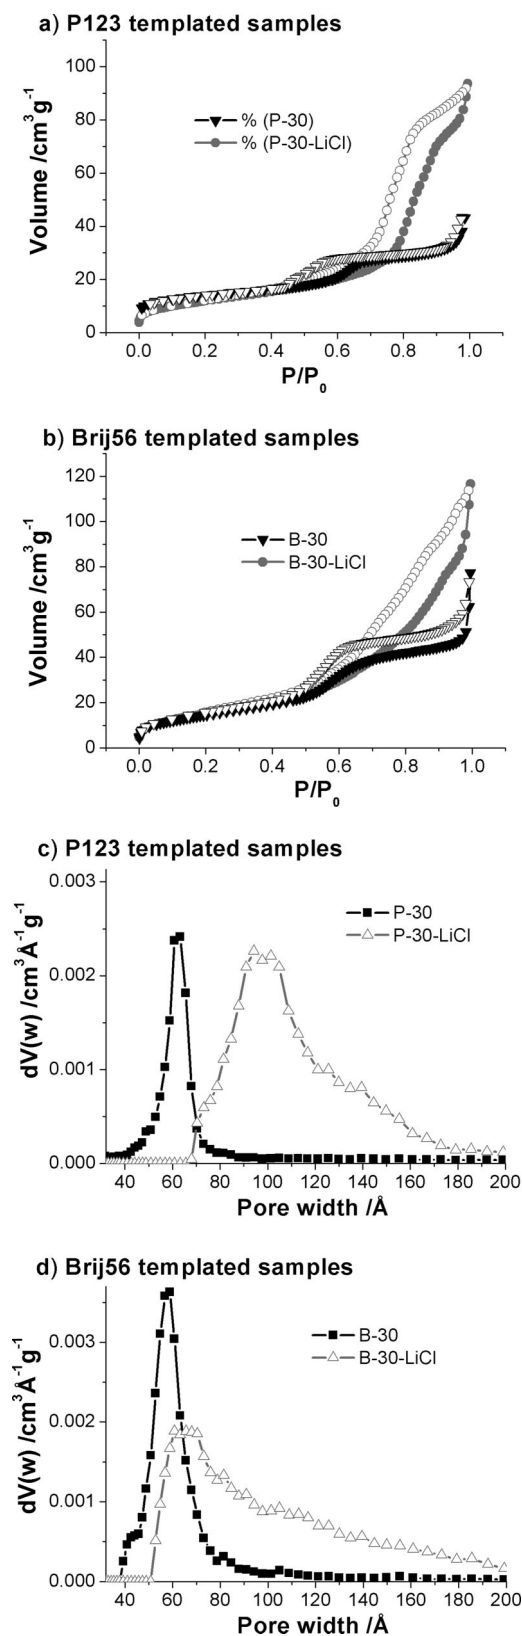 a) P123 templated samples
Volume /cm³g⁻¹
100
80
60
40
20
0
% (P-30)
% (P-30-LiCl)
0.0 0.2 0.4 0.6 0.8 1.0
P/P₀
b) Brij56 templated samples
Volume /cm³g⁻¹
120
100
80
60
40
20
0
B-30
B-30-LiCl
0.0 0.2 0.4 0.6 0.8 1.0
P/P₀
c) P123 templated samples
dV(w) /cm³Å⁻¹g⁻¹
0.003
0.002
0.001
0.000
P-30
P-30-LiCl
40 60 80 100 120 140 160 180 200
Pore width /Å
d) Brij56 templated samples
dV(w) /cm³Å⁻¹g⁻¹
0.003
0.002
0.001
0.000
B-30
B-30-LiCl
40 60 80 100 120 140 160 180 200
Pore width /Å